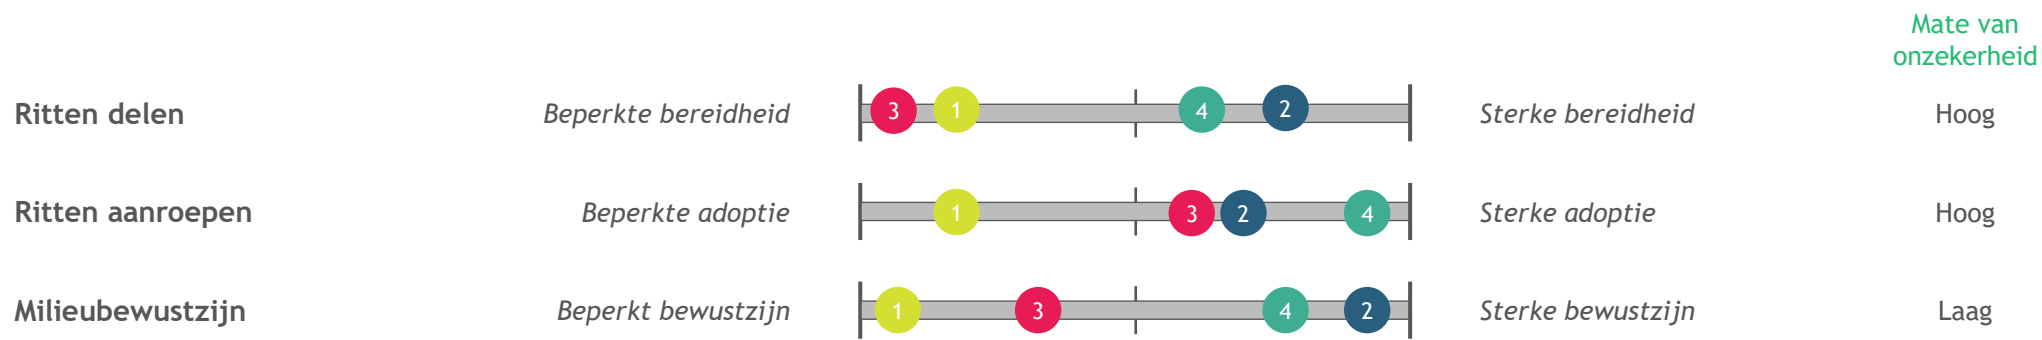 Mate van
onzekerheid
Ritten delen Beperkte bereidheid 3 1 4 2 Sterke bereidheid Hoog
Ritten aanroepen Beperkte adoptie 1 3 2 4 Sterke adoptie Hoog
Milieubewustzijn Beperkt bewustzijn 1 3 4 2 Sterke bewustzijn Laag